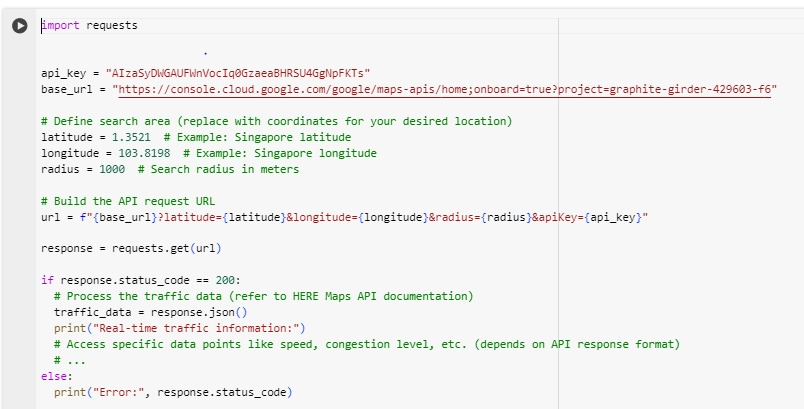 import requests
api_key = "AIzaSyDWGAUFWnVocIq0GzaeaBHRSU4GgNpFKTs"
base_url = "https://console.cloud.google.com/google/maps-apis/home;onboard=true?project=graphite-girder-429603-f6"
# Define search area (replace with coordinates for your desired location)
latitude = 1.3521  # Example: Singapore latitude
longitude = 103.8198  # Example: Singapore longitude
radius = 1000  # Search radius in meters
# Build the API request URL
url = f"{base_url}?latitude={latitude}&longitude={longitude}&radius={radius}&apiKey={api_key}"
response = requests.get(url)
if response.status_code == 200:
  # Process the traffic data (refer to HERE Maps API documentation)
  traffic_data = response.json()
  print("Real-time traffic information:")
  # Access specific data points like speed, congestion level, etc. (depends on API response format)
  # ...
else:
  print("Error:", response.status_code)